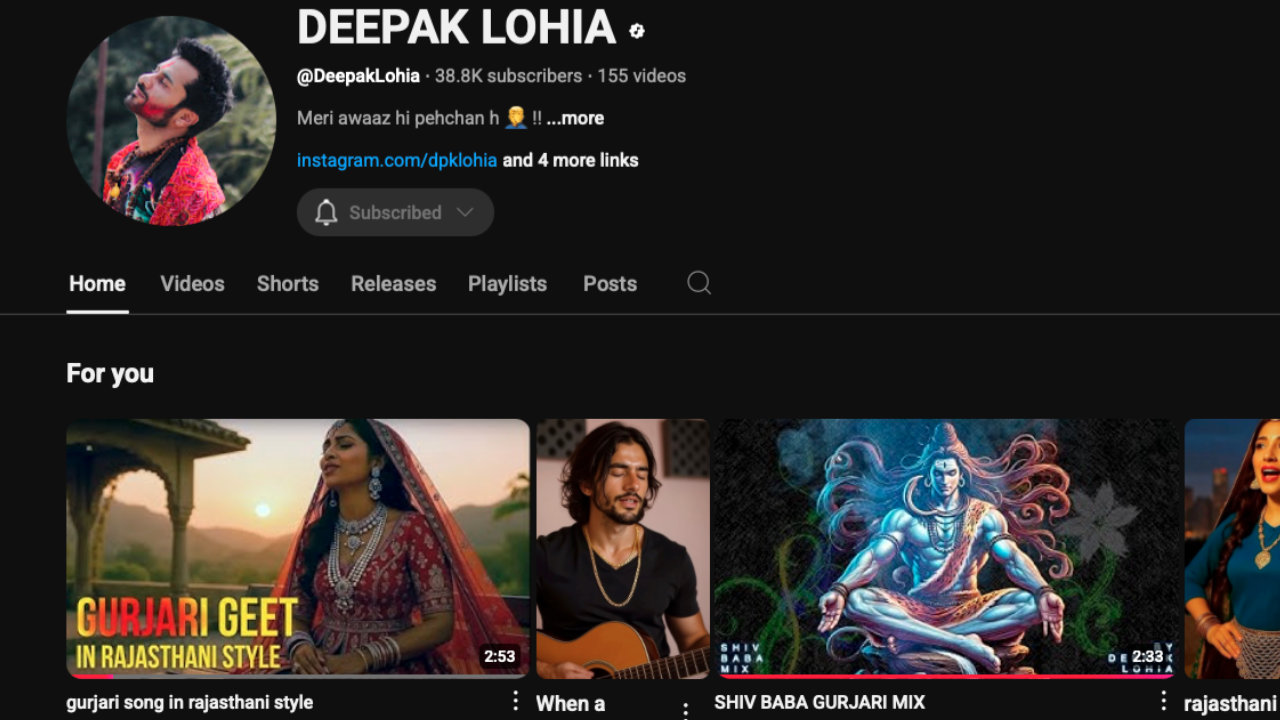 DEEPAK LOHIA
@DeepakLohia · 38.8K subscribers · 155 videos
Meri awaaz hi pehchan h 🤦‍♂️ !! ...more
instagram.com/dpklohia and 4 more links
Subscribed
Home Videos Shorts Releases Playlists Posts
For you
GURJARI GEET
IN RAJASTHANI STYLE
2:53
SHIV
BABA
MIX
2:33
gurjari song in rajasthani style
When a
SHIV BABA GURJARI MIX
rajasthani